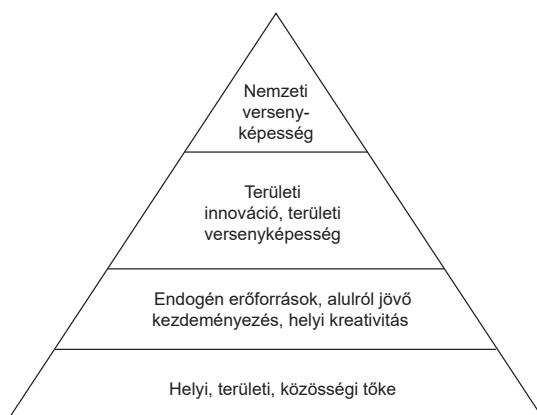 Nemzeti
verseny-
képesség
Területi
innováció, területi
versenyképesség
Endogén erőforrások, alulról jövő
kezdeményezés, helyi kreativitás
Helyi, területi, közösségi tőke